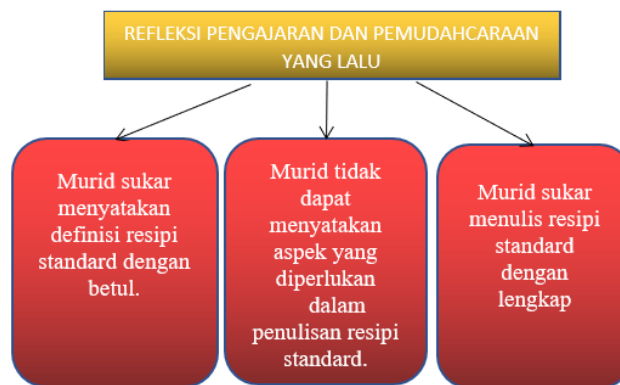 REFLEKSI PENGAJARAN DAN PEMUDAHCARAAN
YANG LALU
Murid sukar
menyatakan
definisi resipi
standard dengan
betul.
Murid tidak
dapat
menyatakan
aspek yang
diperlukan
dalam
penulisan resipi
standard.
Murid sukar
menulis resipi
standard
dengan
lengkap